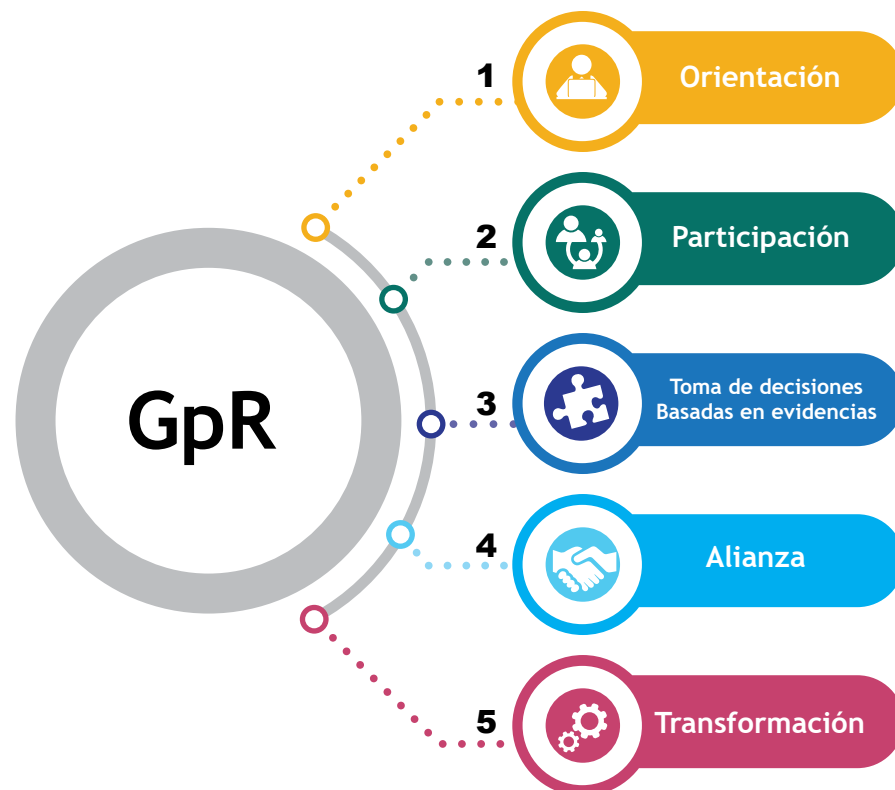 GpR
1
Orientación
2
Participación
3
Toma de decisiones
Basadas en evidencias
4
Alianza
5
Transformación